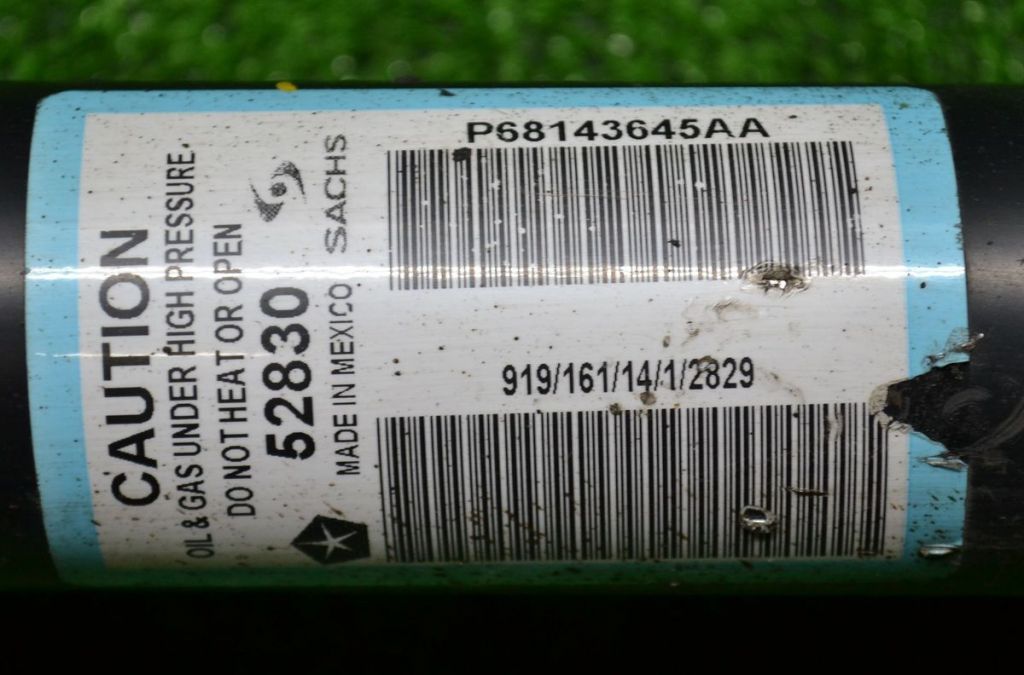 CAUTION
OIL & GAS UNDER HIGH PRESSURE.
DO NOT HEAT OR OPEN
52830
MADE IN MEXICO SACHS
P68143645AA
919/161/14/1/2829